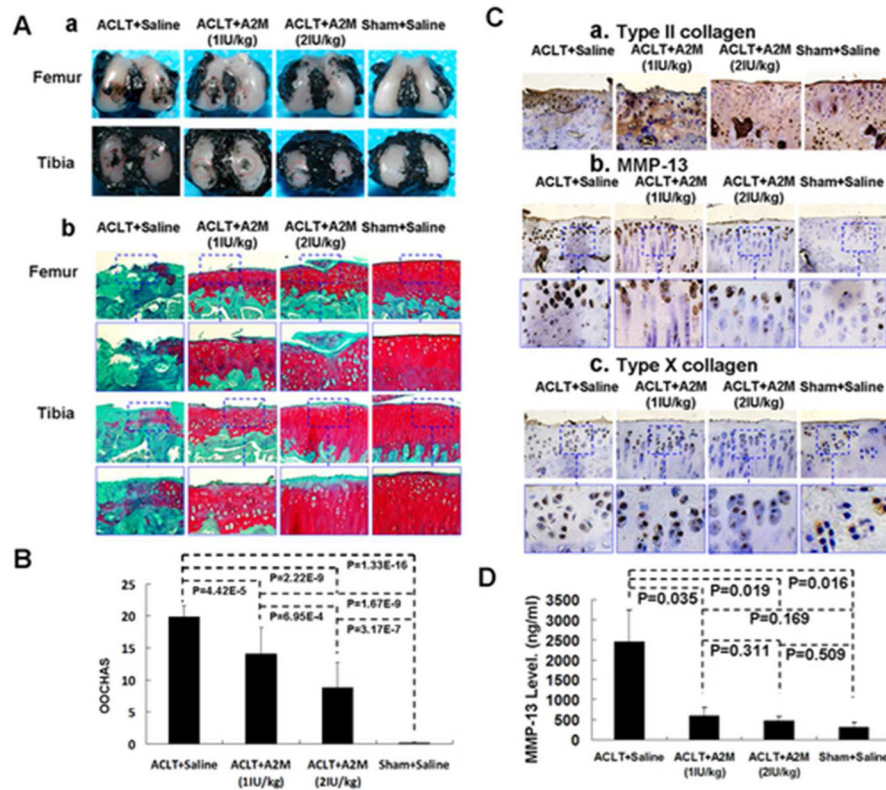 A
a
ACLT+Saline ACLT+A2M (1IU/kg) ACLT+A2M (2IU/kg) Sham+Saline
Femur
Tibia
b
ACLT+Saline ACLT+A2M (1IU/kg) ACLT+A2M (2IU/kg) Sham+Saline
Femur
Tibia
B
P=1.33E-16
P=2.22E-9
P=4.42E-5
P=1.67E-9
P=6.95E-4
P=3.17E-7
OOCHAS
25
20
15
10
5
0
ACLT+Saline ACLT+A2M (1IU/kg) ACLT+A2M (2IU/kg) Sham+Saline
C
a. Type II collagen
ACLT+Saline ACLT+A2M (1IU/kg) ACLT+A2M (2IU/kg) Sham+Saline
b. MMP-13
ACLT+Saline ACLT+A2M (1IU/kg) ACLT+A2M (2IU/kg) Sham+Saline
c. Type X collagen
ACLT+Saline ACLT+A2M (1IU/kg) ACLT+A2M (2IU/kg) Sham+Saline
D
P=0.016
P=0.035 P=0.019
P=0.169
P=0.311
P=0.509
MMP-13 Level. (ng/ml)
3500
3000
2500
2000
1500
1000
500
0
ACLT+Saline ACLT+A2M (1IU/kg) ACLT+A2M (2IU/kg) Sham+Saline